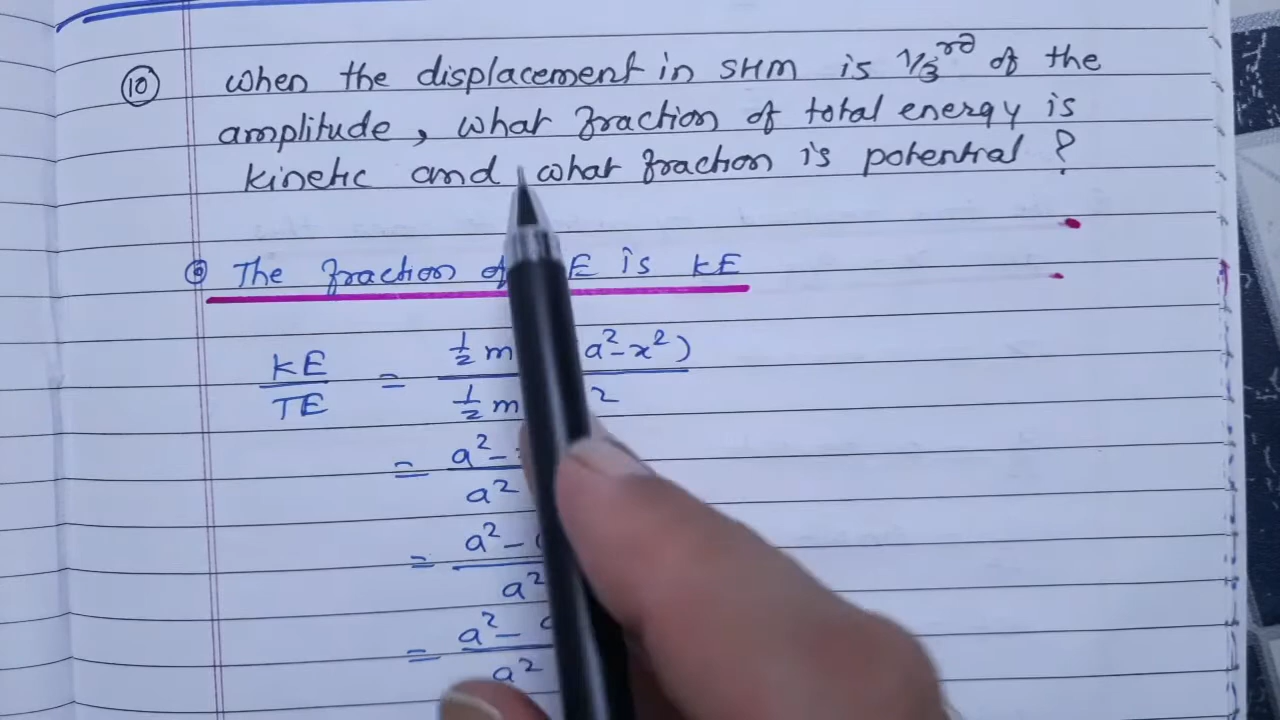 10 when the displacement in SHM is 1/3rd of the
amplitude, what fraction of total energy is
kinetic and what fraction is potential ?
The fraction of E is KE
KE/TE = ½ m a²-x²) / ½ m 2
= a² - / a²
= a² - / a²
= a² - / a²